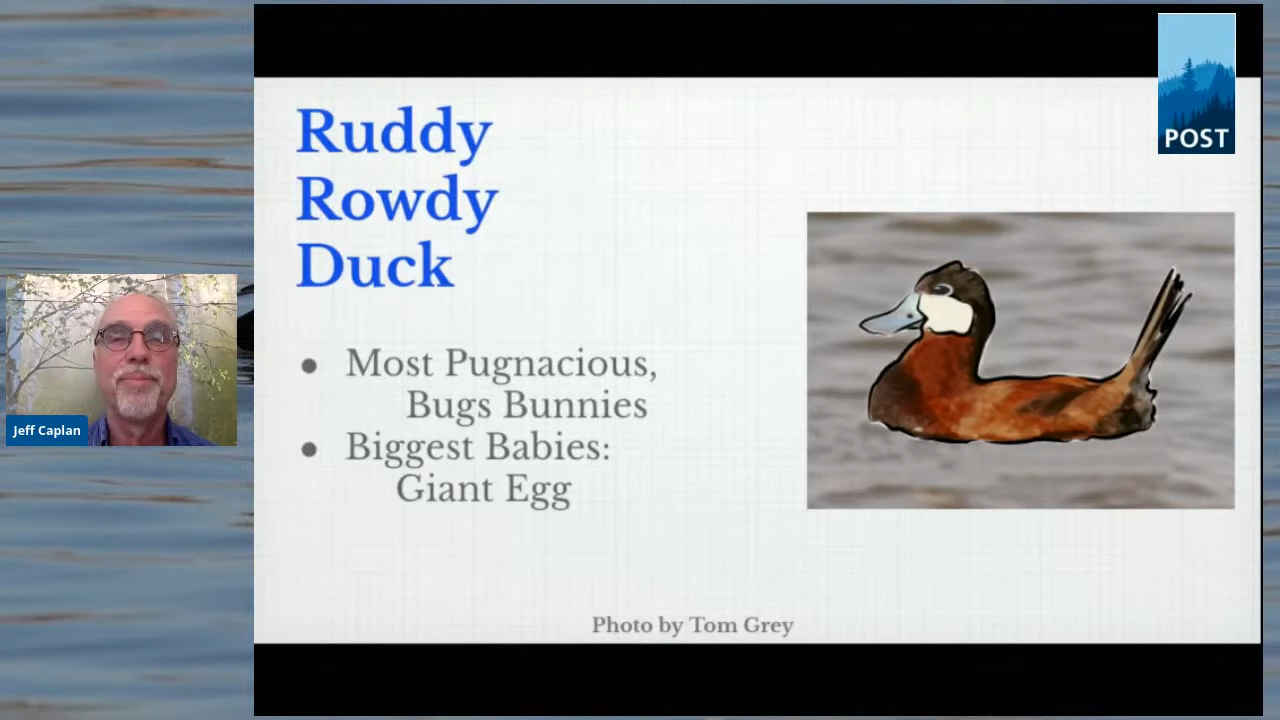 POST
Ruddy
Rowdy
Duck
● Most Pugnacious,
Bugs Bunnies
● Biggest Babies:
Giant Egg
Jeff Caplan
Photo by Tom Grey